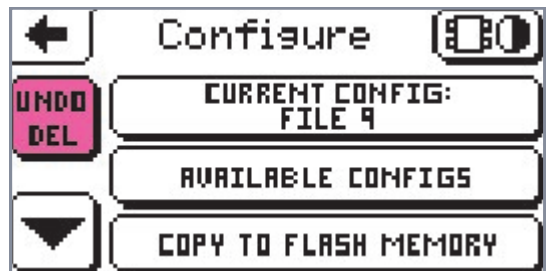 Configure
UNDO
DEL
CURRENT CONFIG:
FILE 9
AVAILABLE CONFIGS
COPY TO FLASH MEMORY